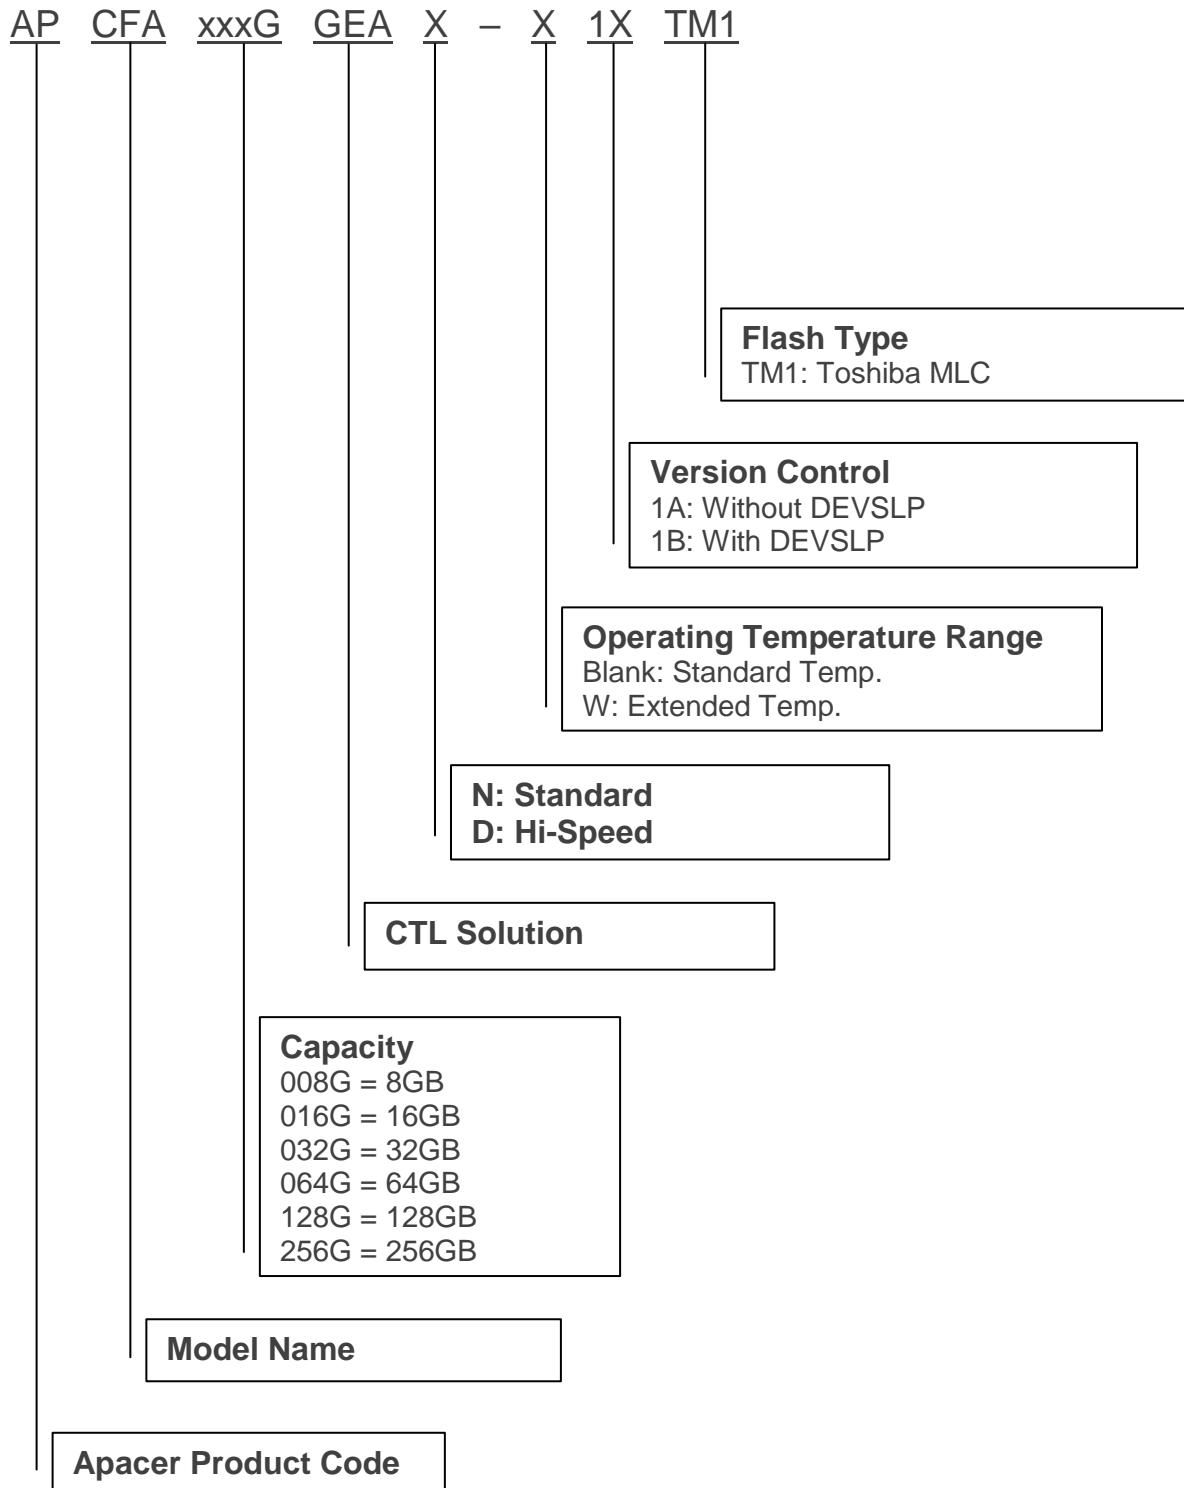 AP CFA xxxG GEA X – X 1X TM1
Flash Type
TM1: Toshiba MLC
Version Control
1A: Without DEVSLP
1B: With DEVSLP
Operating Temperature Range
Blank: Standard Temp.
W: Extended Temp.
N: Standard
D: Hi-Speed
CTL Solution
Capacity
008G = 8GB
016G = 16GB
032G = 32GB
064G = 64GB
128G = 128GB
256G = 256GB
Model Name
Apacer Product Code